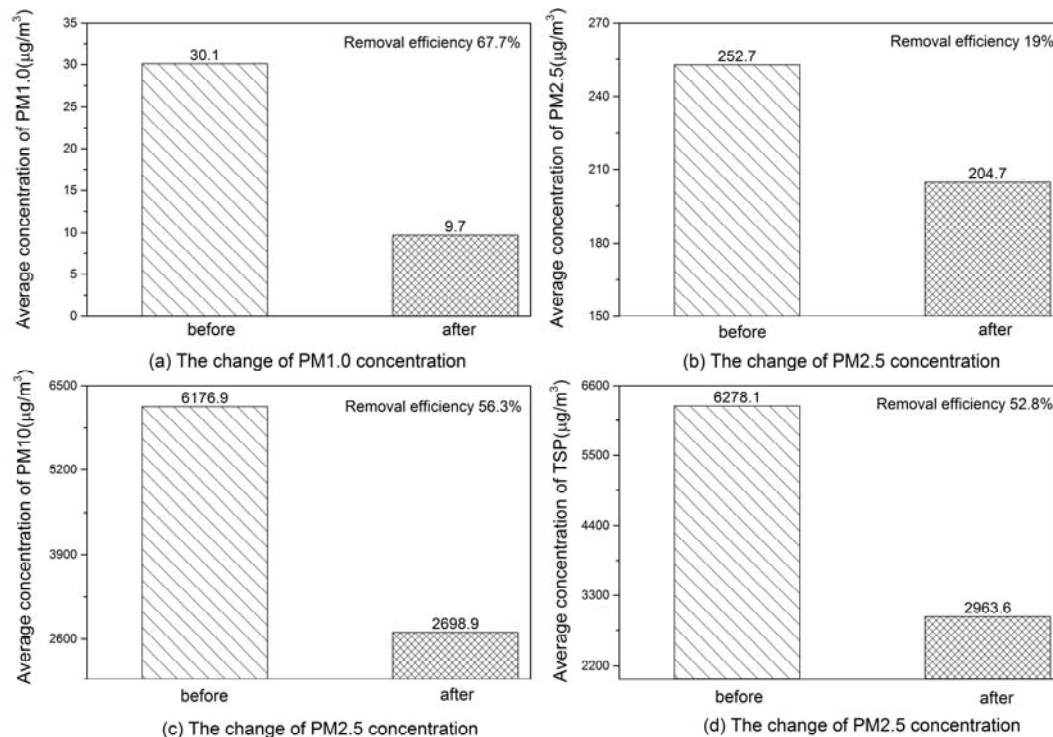 Average concentration of PM1.0(μg/m³)
35
30
25
20
15
10
5
0
30.1
9.7
Removal efficiency 67.7%
before
after
(a) The change of PM1.0 concentration
Average concentration of PM2.5(μg/m³)
270
240
210
180
150
252.7
204.7
Removal efficiency 19%
before
after
(b) The change of PM2.5 concentration
Average concentration of PM10(μg/m³)
6500
5200
3900
2600
6176.9
2698.9
Removal efficiency 56.3%
before
after
(c) The change of PM2.5 concentration
Average concentration of TSP(μg/m³)
6600
5500
4400
3300
2200
6278.1
2963.6
Removal efficiency 52.8%
before
after
(d) The change of PM2.5 concentration